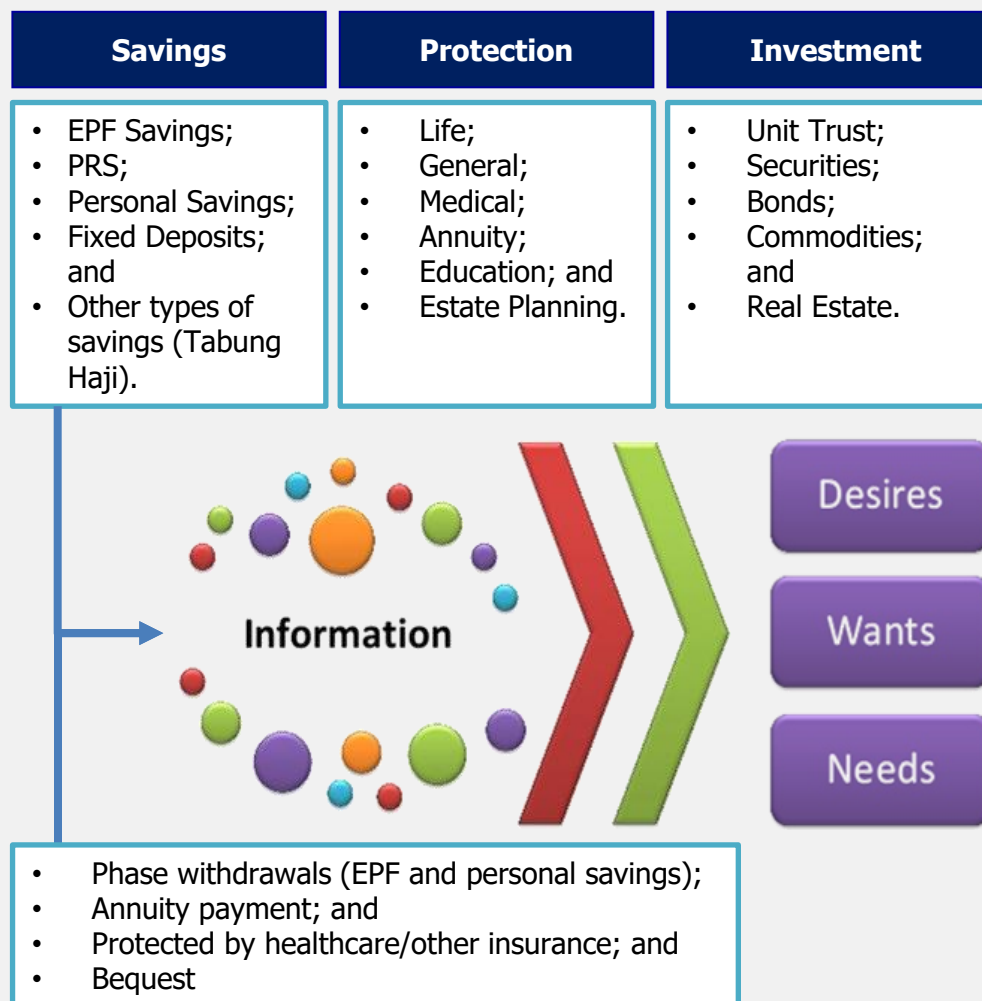 Savings
Protection
Investment
• EPF Savings;
• PRS;
• Personal Savings;
• Fixed Deposits;
and
• Other types of
savings (Tabung
Haji).
• Life;
• General;
• Medical;
• Annuity;
• Education; and
• Estate Planning.
• Unit Trust;
• Securities;
• Bonds;
• Commodities;
and
• Real Estate.
Information
Desires
Wants
Needs
• Phase withdrawals (EPF and personal savings);
• Annuity payment; and
• Protected by healthcare/other insurance; and
• Bequest